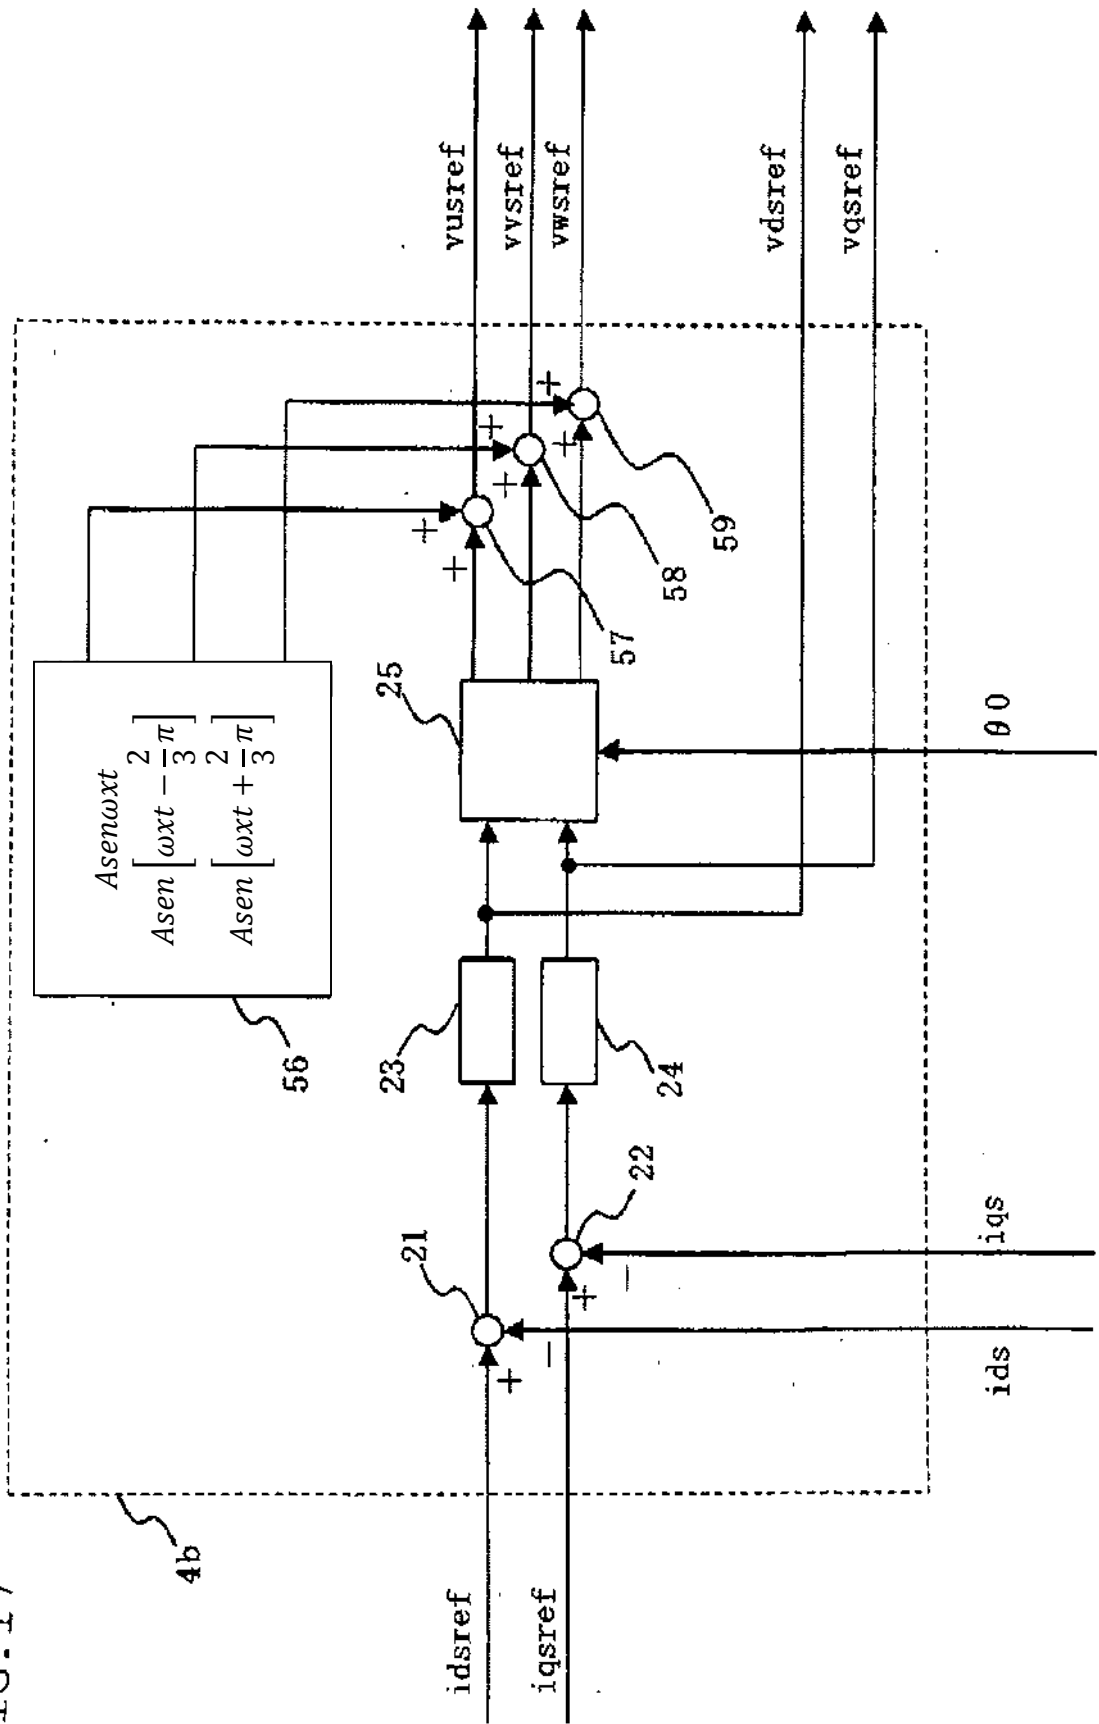 Asenωxt
Asen [ωxt − 2/3 π]
Asen [ωxt + 2/3 π]
56
4b
idsref
iqsref
21
22
23
24
25
57
58
59
+
−
+
−
+
+
+
+
+
+
ids
iqs
θ0
vusref
vvsref
vwsref
vdsref
vqsref